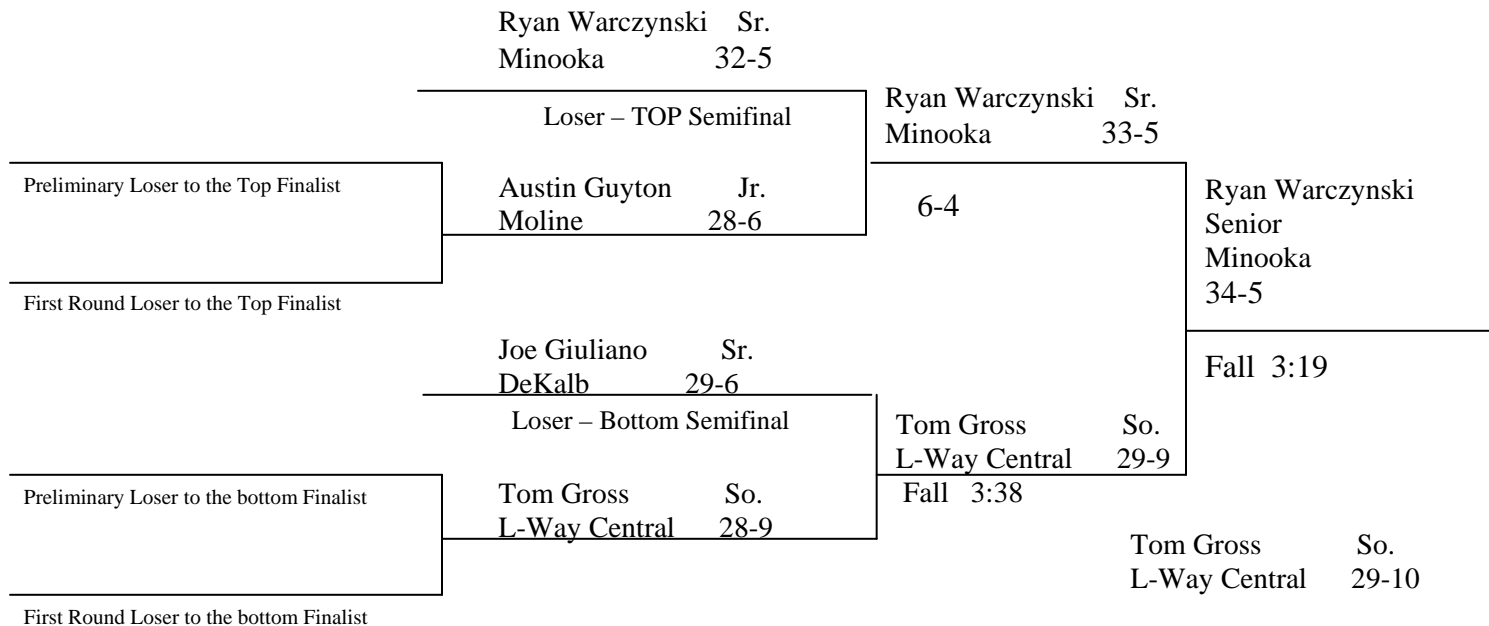 Ryan Warczynski Sr.
Minooka 32-5
Loser – TOP Semifinal
Ryan Warczynski Sr.
Minooka 33-5
Preliminary Loser to the Top Finalist
Austin Guyton Jr.
Moline 28-6
6-4
Ryan Warczynski
Senior
Minooka
34-5
First Round Loser to the Top Finalist
Joe Giuliano Sr.
DeKalb 29-6
Fall 3:19
Loser – Bottom Semifinal
Tom Gross So.
L-Way Central 29-9
Fall 3:38
Preliminary Loser to the bottom Finalist
Tom Gross So.
L-Way Central 28-9
Tom Gross So.
L-Way Central 29-10
First Round Loser to the bottom Finalist